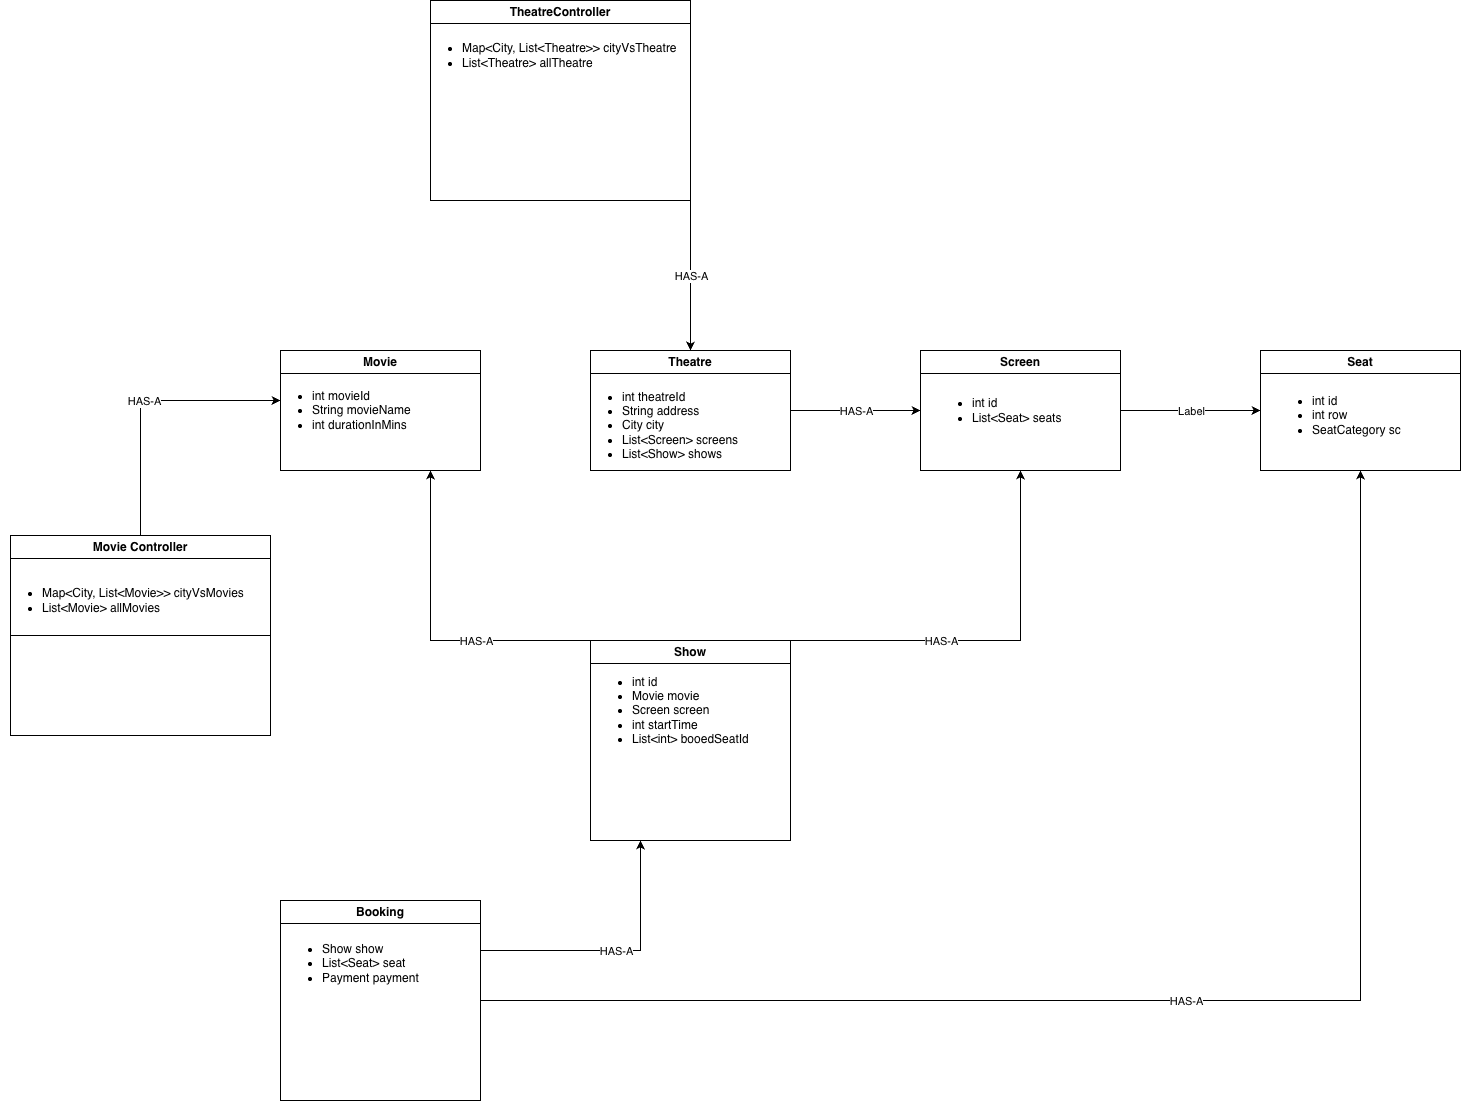 TheatreController
Map<City, List<Theatre>> cityVsTheatre
List<Theatre> allTheatre
HAS-A
Movie
int movieId
String movieName
int durationInMins
Theatre
int theatreId
String address
City city
List<Screen> screens
List<Show> shows
HAS-A
Screen
int id
List<Seat> seats
Label
Seat
int id
int row
SeatCategory sc
HAS-A
Movie Controller
Map<City, List<Movie>> cityVsMovies
List<Movie> allMovies
HAS-A
HAS-A
Show
int id
Movie movie
Screen screen
int startTime
List<int> booedSeatId
Booking
Show show
List<Seat> seat
Payment payment
HAS-A
HAS-A